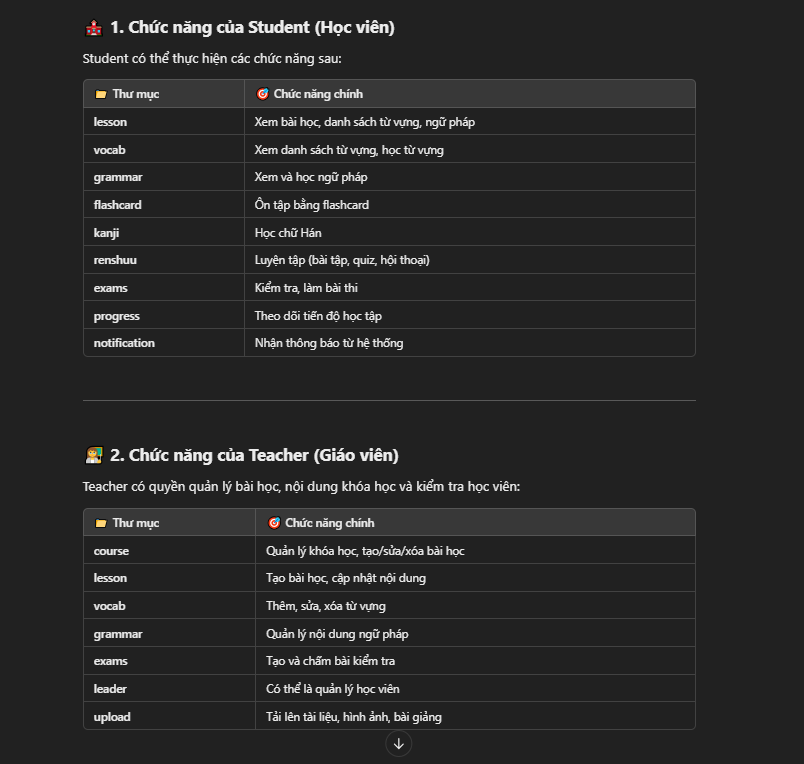 🏫 1. Chức năng của Student (Học viên)
Student có thể thực hiện các chức năng sau:
📁 Thư mục 🎯 Chức năng chính
lesson Xem bài học, danh sách từ vựng, ngữ pháp
vocab Xem danh sách từ vựng, học từ vựng
grammar Xem và học ngữ pháp
flashcard Ôn tập bằng flashcard
kanji Học chữ Hán
renshuu Luyện tập (bài tập, quiz, hội thoại)
exams Kiểm tra, làm bài thi
progress Theo dõi tiến độ học tập
notification Nhận thông báo từ hệ thống
👩‍🏫 2. Chức năng của Teacher (Giáo viên)
Teacher có quyền quản lý bài học, nội dung khóa học và kiểm tra học viên:
📁 Thư mục 🎯 Chức năng chính
course Quản lý khóa học, tạo/sửa/xóa bài học
lesson Tạo bài học, cập nhật nội dung
vocab Thêm, sửa, xóa từ vựng
grammar Quản lý nội dung ngữ pháp
exams Tạo và chấm bài kiểm tra
leader Có thể là quản lý học viên
upload Tải lên tài liệu, hình ảnh, bài giảng